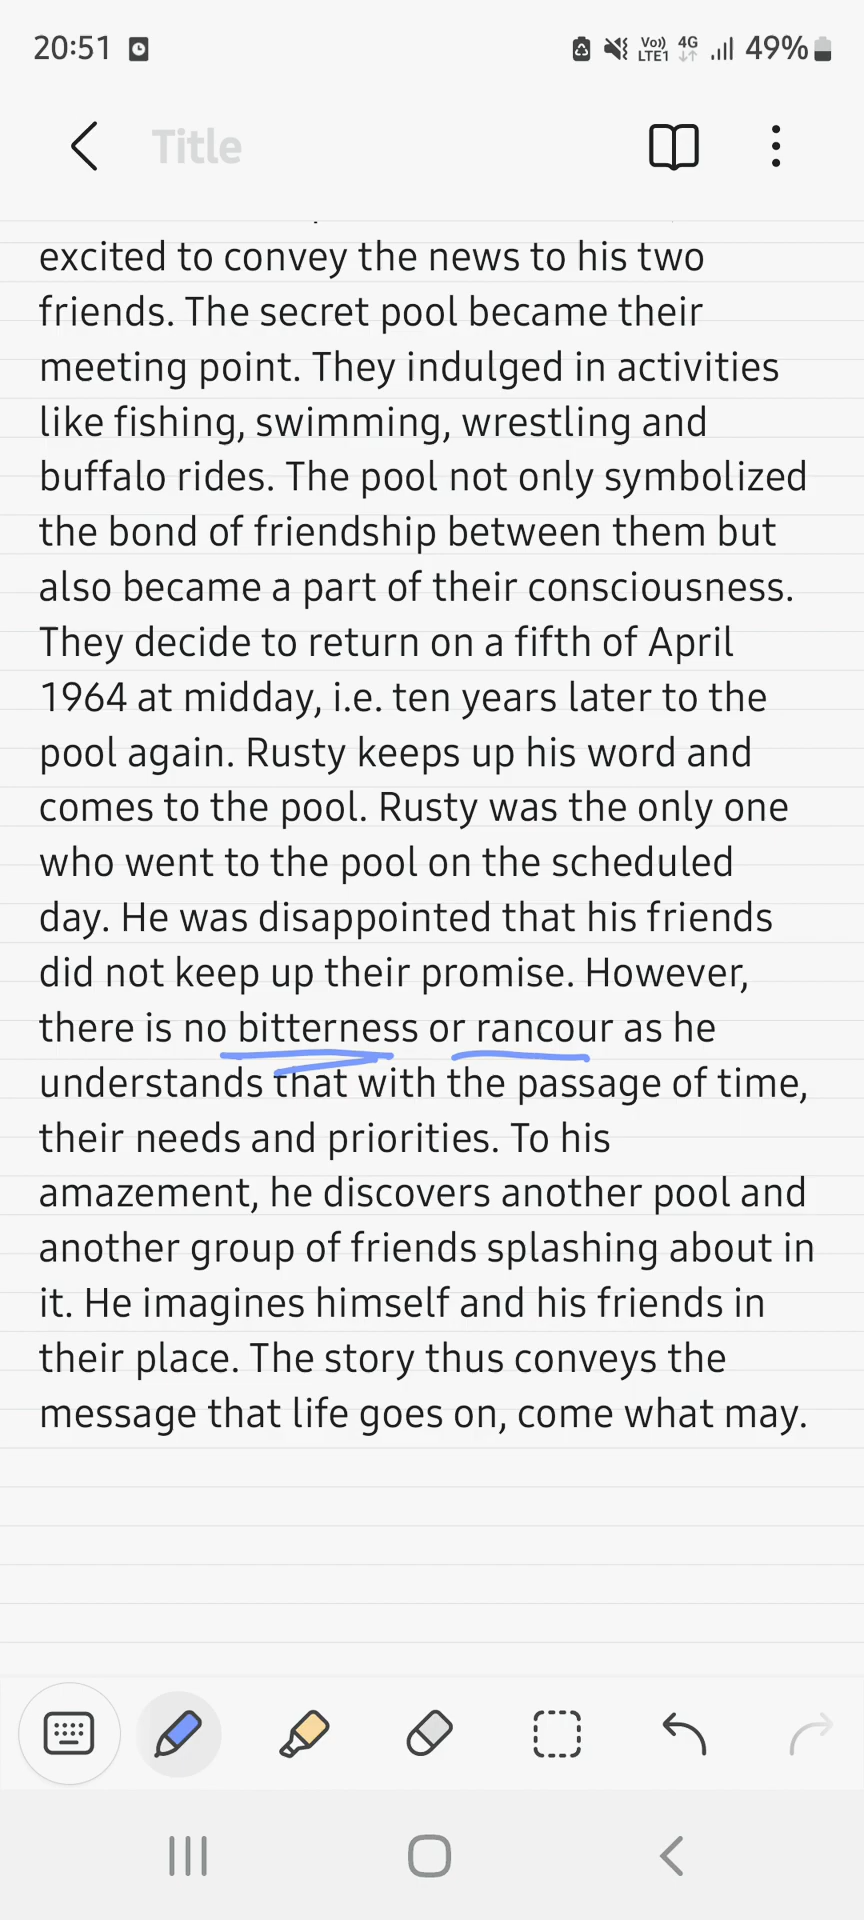 20:51
Vo)) LTE1 4G 49%
Title
excited to convey the news to his two
friends. The secret pool became their
meeting point. They indulged in activities
like fishing, swimming, wrestling and
buffalo rides. The pool not only symbolized
the bond of friendship between them but
also became a part of their consciousness.
They decide to return on a fifth of April
1964 at midday, i.e. ten years later to the
pool again. Rusty keeps up his word and
comes to the pool. Rusty was the only one
who went to the pool on the scheduled
day. He was disappointed that his friends
did not keep up their promise. However,
there is no bitterness or rancour as he
understands that with the passage of time,
their needs and priorities. To his
amazement, he discovers another pool and
another group of friends splashing about in
it. He imagines himself and his friends in
their place. The story thus conveys the
message that life goes on, come what may.